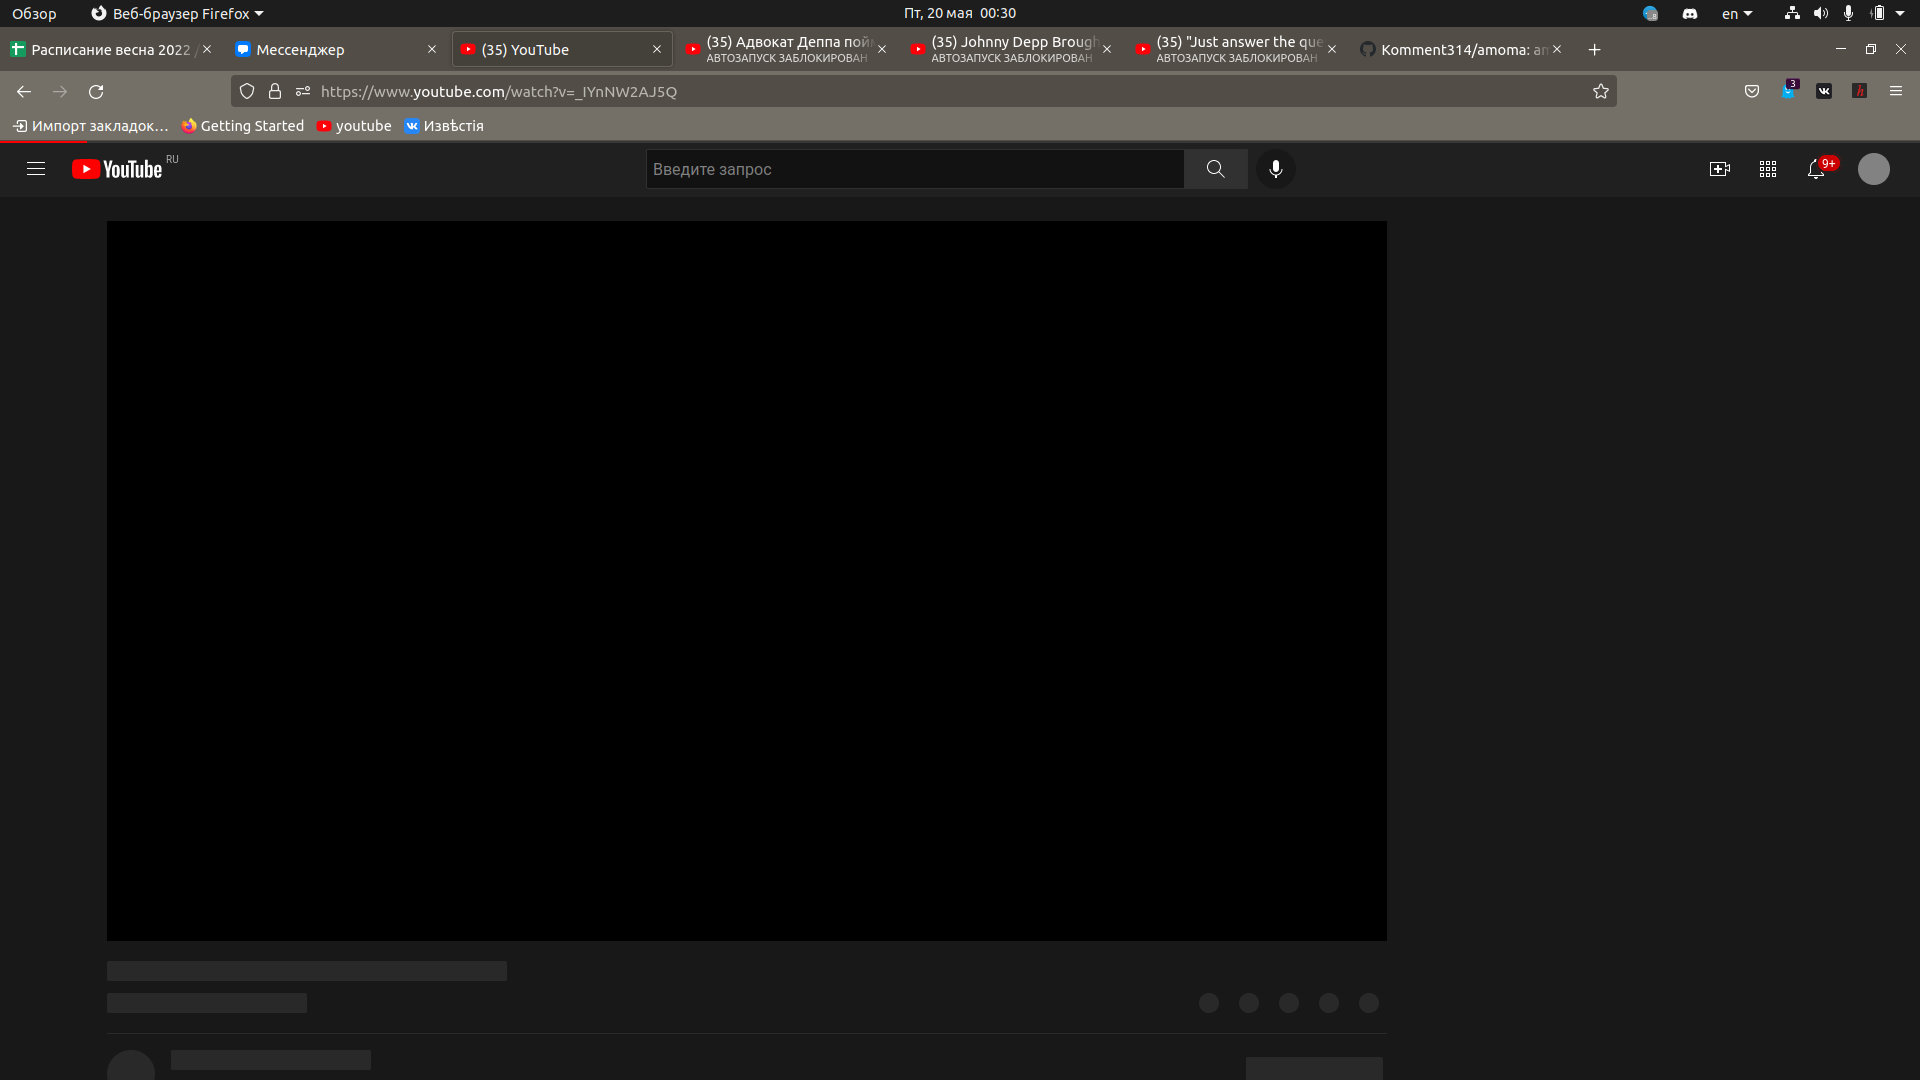 Обзор
Веб-браузер Firefox
Пт, 20 мая 00:30
en
Расписание весна 2022
Мессенджер
(35) YouTube
(35) Адвокат Деппа
АВТОЗАПУСК ЗАБЛОКИРОВАН
(35) Johnny Depp Brough
АВТОЗАПУСК ЗАБЛОКИРОВАН
(35) "Just answer the que
АВТОЗАПУСК ЗАБЛОКИРОВАН
Komment314/amoma: am
https://www.youtube.com/watch?v=_IYnNW2AJ5Q
3
Импорт закладок…
Getting Started
youtube
Извѣстія
YouTube
RU
Введите запрос
9+